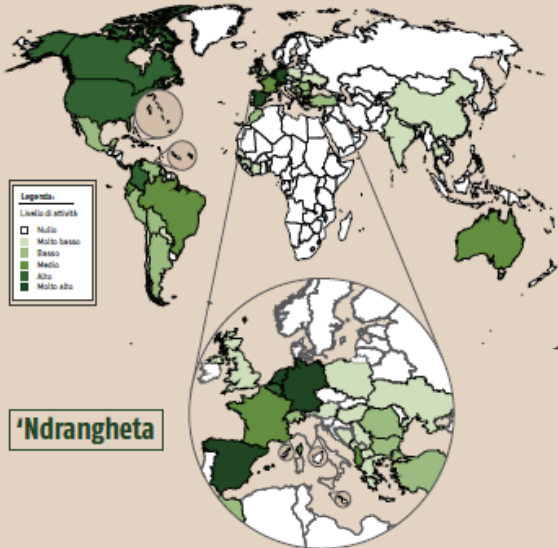 Legenda.
Livello di attività
Nullo
Molto basso
Basso
Medio
Alto
Molto alto
‘Ndrangheta